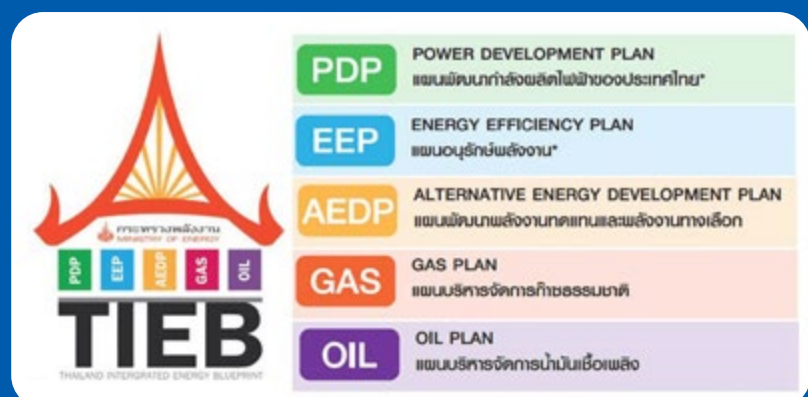 กระทรวงพลังงาน
MINISTRY OF ENERGY
PDP
EEP
AEDP
GAS
OIL
TIEB
THAILAND INTERGRATED ENERGY BLUEPRINT
PDP
POWER DEVELOPMENT PLAN
แผนพัฒนากำลังผลิตไฟฟ้าของประเทศไทย*
EEP
ENERGY EFFICIENCY PLAN
แผนอนุรักษ์พลังงาน*
AEDP
ALTERNATIVE ENERGY DEVELOPMENT PLAN
แผนพัฒนาพลังงานทดแทนและพลังงานทางเลือก
GAS
GAS PLAN
แผนบริหารจัดการก๊าซธรรมชาติ
OIL
OIL PLAN
แผนบริหารจัดการน้ำมันเชื้อเพลิง